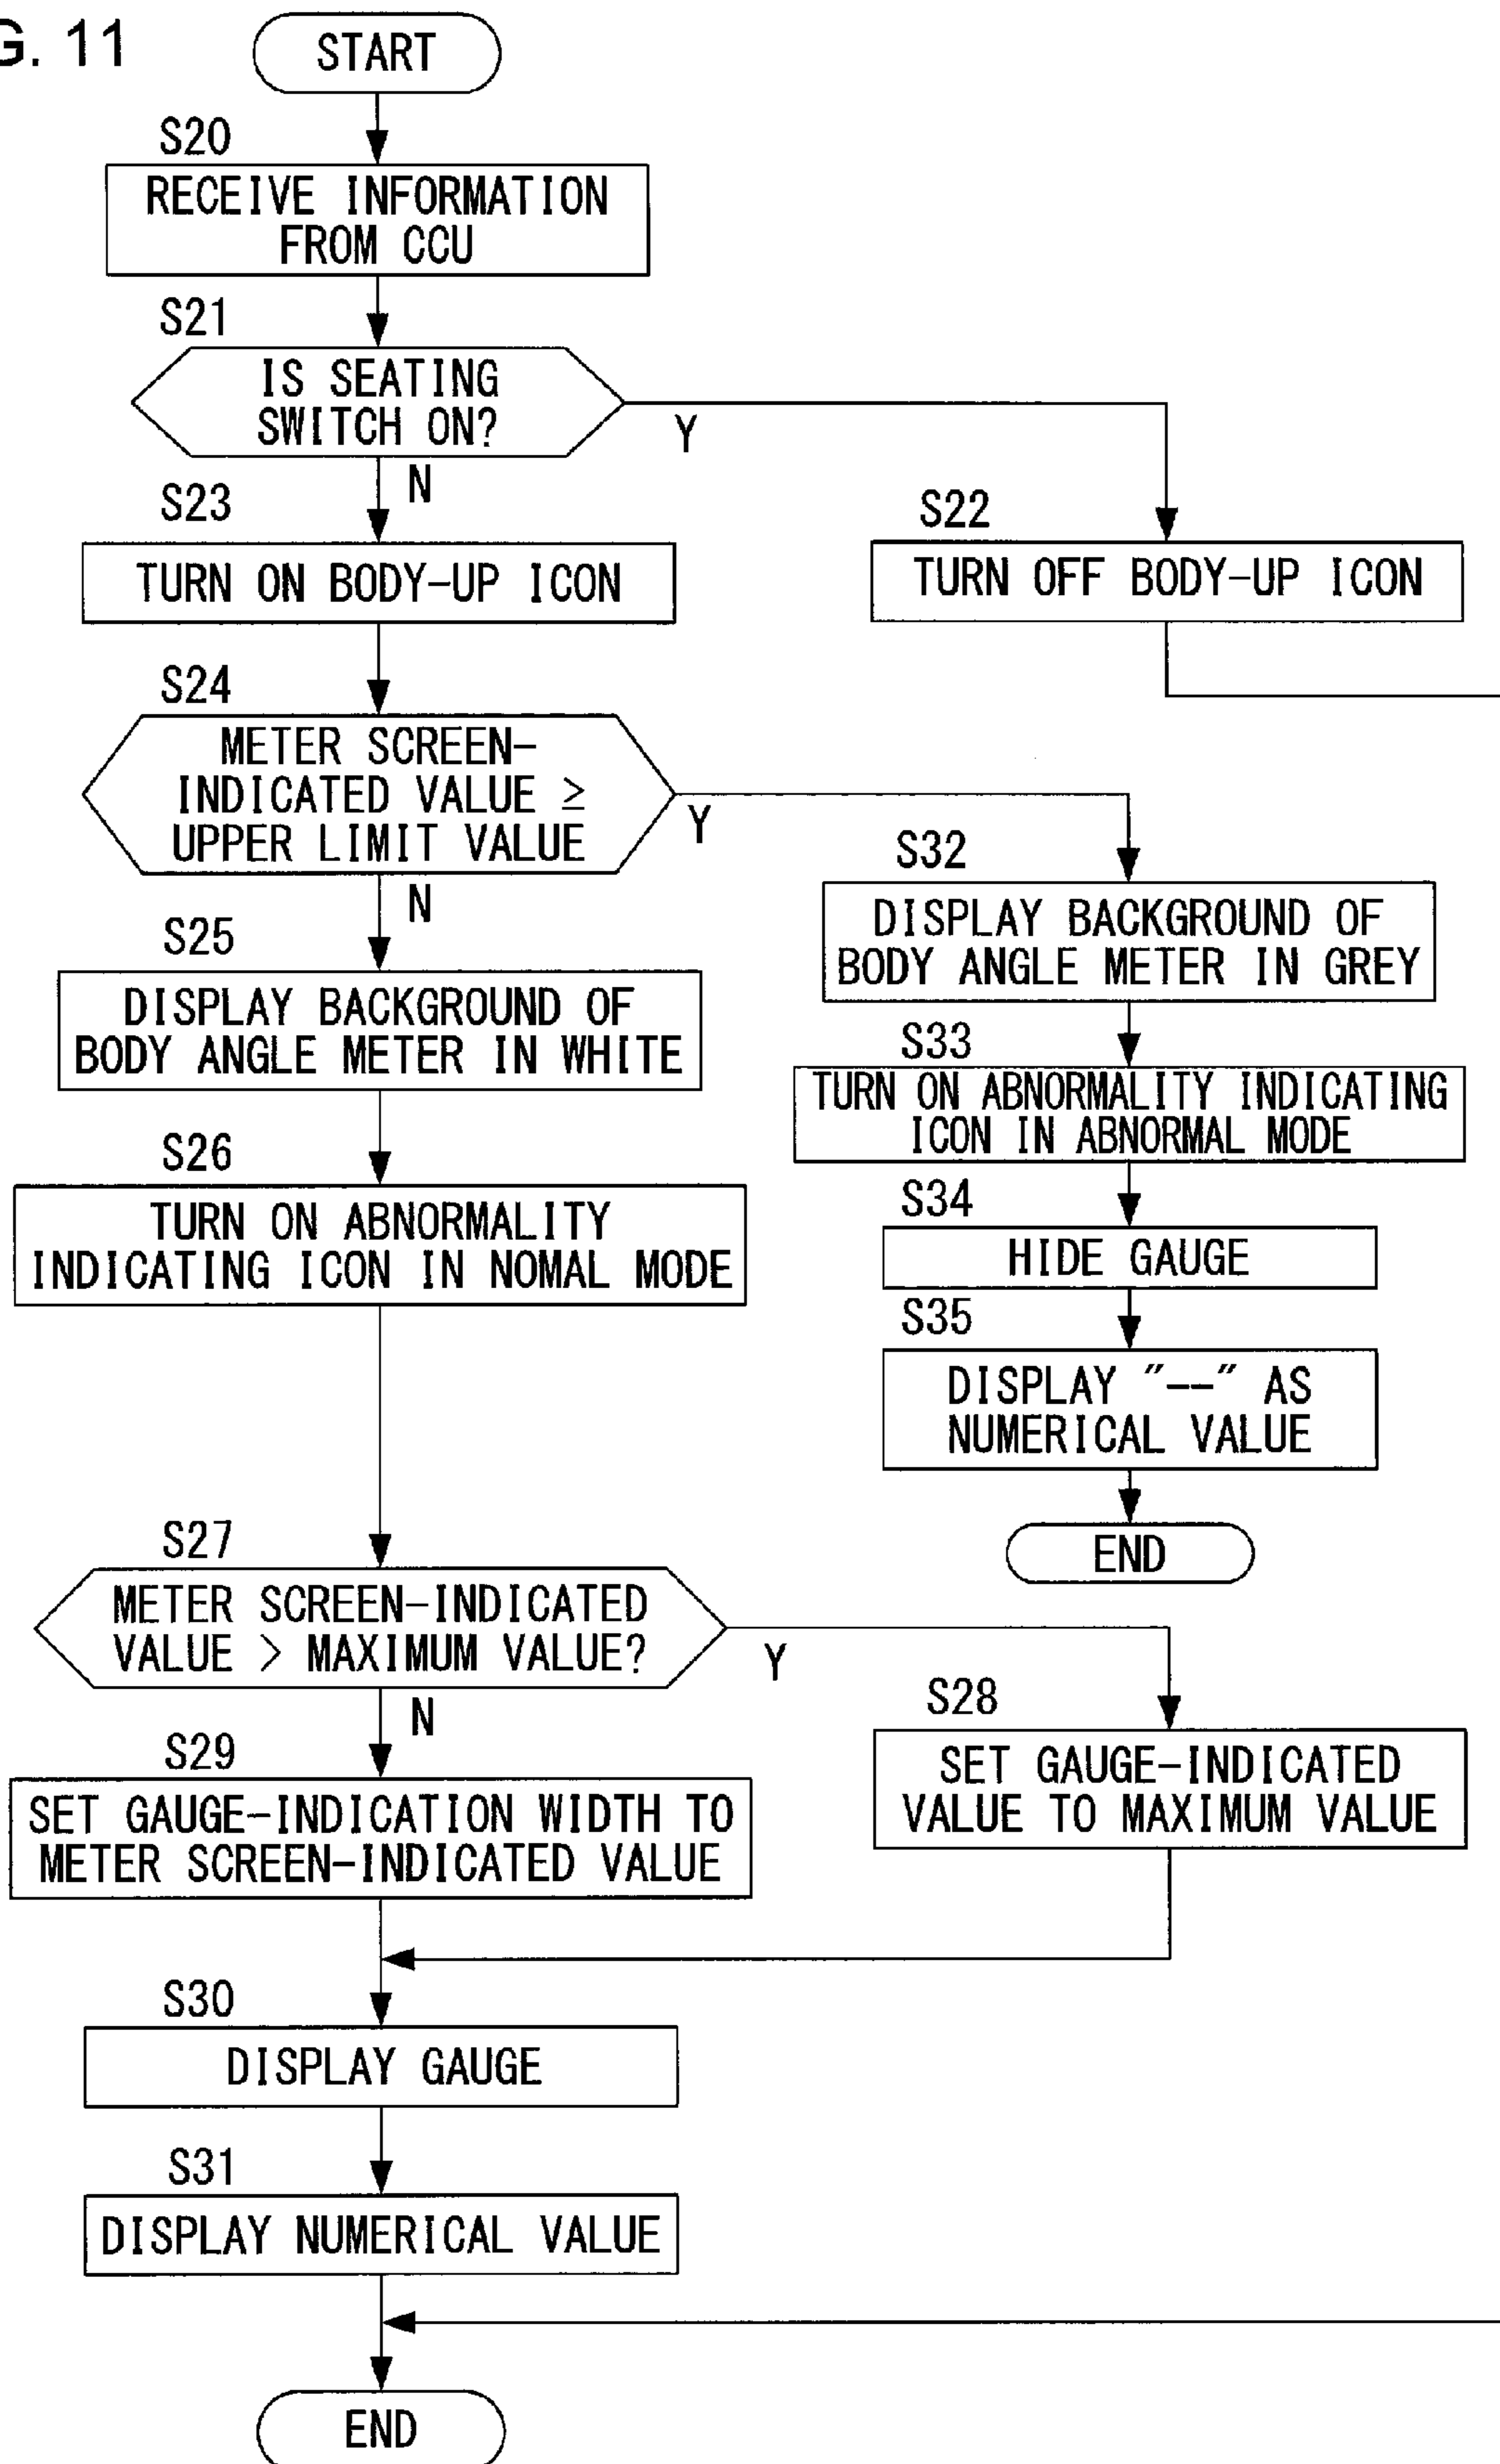 G. 11
START
S20
RECEIVE INFORMATION
FROM CCU
S21
IS SEATING
SWITCH ON?
Y
N
S23
TURN ON BODY-UP ICON
S22
TURN OFF BODY-UP ICON
S24
METER SCREEN-
INDICATED VALUE ≥
UPPER LIMIT VALUE
Y
N
S25
DISPLAY BACKGROUND OF
BODY ANGLE METER IN WHITE
S26
TURN ON ABNORMALITY
INDICATING ICON IN NOMAL MODE
S32
DISPLAY BACKGROUND OF
BODY ANGLE METER IN GREY
S33
TURN ON ABNORMALITY INDICATING
ICON IN ABNORMAL MODE
S34
HIDE GAUGE
S35
DISPLAY "--" AS
NUMERICAL VALUE
END
S27
METER SCREEN-INDICATED
VALUE > MAXIMUM VALUE?
Y
N
S28
SET GAUGE-INDICATED
VALUE TO MAXIMUM VALUE
S29
SET GAUGE-INDICATION WIDTH TO
METER SCREEN-INDICATED VALUE
S30
DISPLAY GAUGE
S31
DISPLAY NUMERICAL VALUE
END